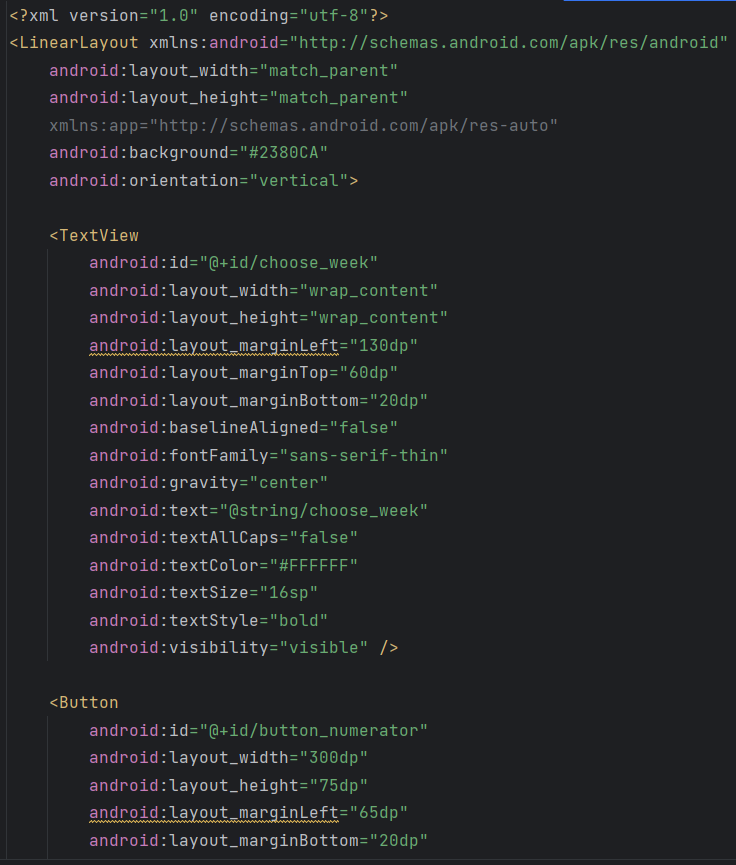 <?xml version="1.0" encoding="utf-8"?>
<LinearLayout xmlns:android="http://schemas.android.com/apk/res/android"
    android:layout_width="match_parent"
    android:layout_height="match_parent"
    xmlns:app="http://schemas.android.com/apk/res-auto"
    android:background="#2380CA"
    android:orientation="vertical">

    <TextView
        android:id="@+id/choose_week"
        android:layout_width="wrap_content"
        android:layout_height="wrap_content"
        android:layout_marginLeft="130dp"
        android:layout_marginTop="60dp"
        android:layout_marginBottom="20dp"
        android:baselineAligned="false"
        android:fontFamily="sans-serif-thin"
        android:gravity="center"
        android:text="@string/choose_week"
        android:textAllCaps="false"
        android:textColor="#FFFFFF"
        android:textSize="16sp"
        android:textStyle="bold"
        android:visibility="visible" />

    <Button
        android:id="@+id/button_numerator"
        android:layout_width="300dp"
        android:layout_height="75dp"
        android:layout_marginLeft="65dp"
        android:layout_marginBottom="20dp"